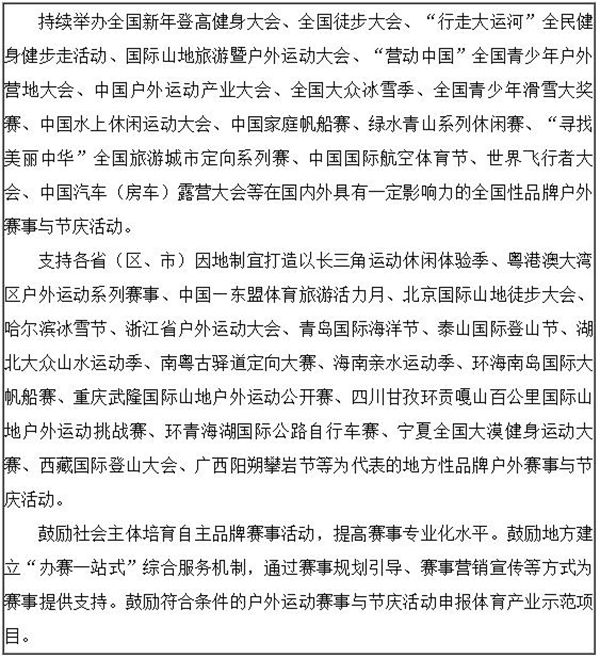 持续举办全国新年登高健身大会、全国徒步大会、“行走大运河”全民健
身健步走活动、国际山地旅游暨户外运动大会、“营动中国”全国青少年户外
营地大会、中国户外运动产业大会、全国大众冰雪季、全国青少年滑雪大奖
赛、中国水上休闲运动大会、中国家庭帆船赛、绿水青山系列休闲赛、“寻找
美丽中华”全国旅游城市定向系列赛、中国国际航空体育节、世界飞行者大
会、中国汽车（房车）露营大会等在国内外具有一定影响力的全国性品牌户外
赛事与节庆活动。
支持各省（区、市）因地制宜打造以长三角运动休闲体验季、粤港澳大湾
区户外运动系列赛事、中国—东盟体育旅游活力月、北京国际山地徒步大会、
哈尔滨冰雪节、浙江省户外运动大会、青岛国际海洋节、泰山国际登山节、湖
北大众山水运动季、南粤古驿道定向大赛、海南亲水运动季、环海南岛国际大
帆船赛、重庆武隆国际山地户外运动公开赛、四川甘孜环贡嘎山百公里国际山
地户外运动挑战赛、环青海湖国际公路自行车赛、宁夏全国大漠健身运动大
赛、西藏国际登山大会、广西阳朔攀岩节等为代表的地方性品牌户外赛事与节
庆活动。
鼓励社会主体培育自主品牌赛事活动，提高赛事专业化水平。鼓励地方建
立“办赛一站式”综合服务机制，通过赛事规划引导、赛事营销宣传等方式为
赛事提供支持。鼓励符合条件的户外运动赛事与节庆活动申报体育产业示范项
目。